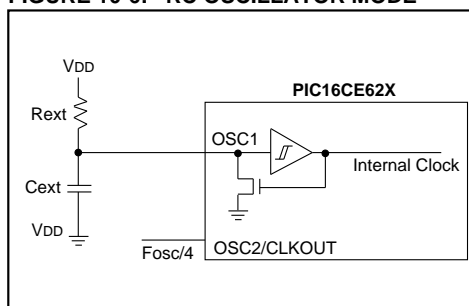 FIGURE 10-6: RC OSCILLATOR MODE
VDD
PIC16CE62X
Rext
OSC1
Internal Clock
Cext
VDD
Fosc/4
OSC2/CLKOUT